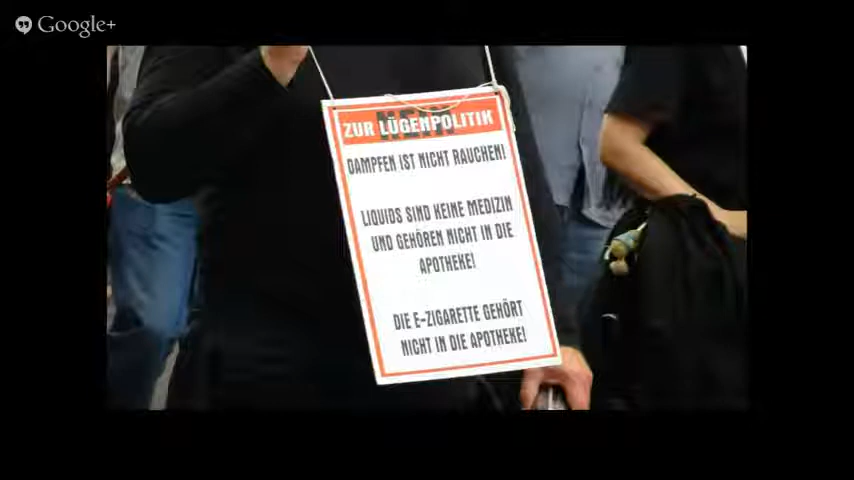 Google+
NEIN
ZUR LÜGENPOLITIK
DAMPFEN IST NICHT RAUCHEN!
LIQUIDS SIND KEINE MEDIZIN
UND GEHÖREN NICHT IN DIE
APOTHEKE!
DIE E-ZIGARETTE GEHÖRT
NICHT IN DIE APOTHEKE!